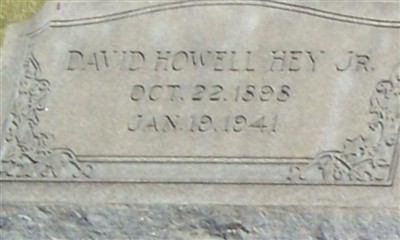 DAVID HOWELL HEY JR.
OCT. 22. 1898
JAN. 19. 1941